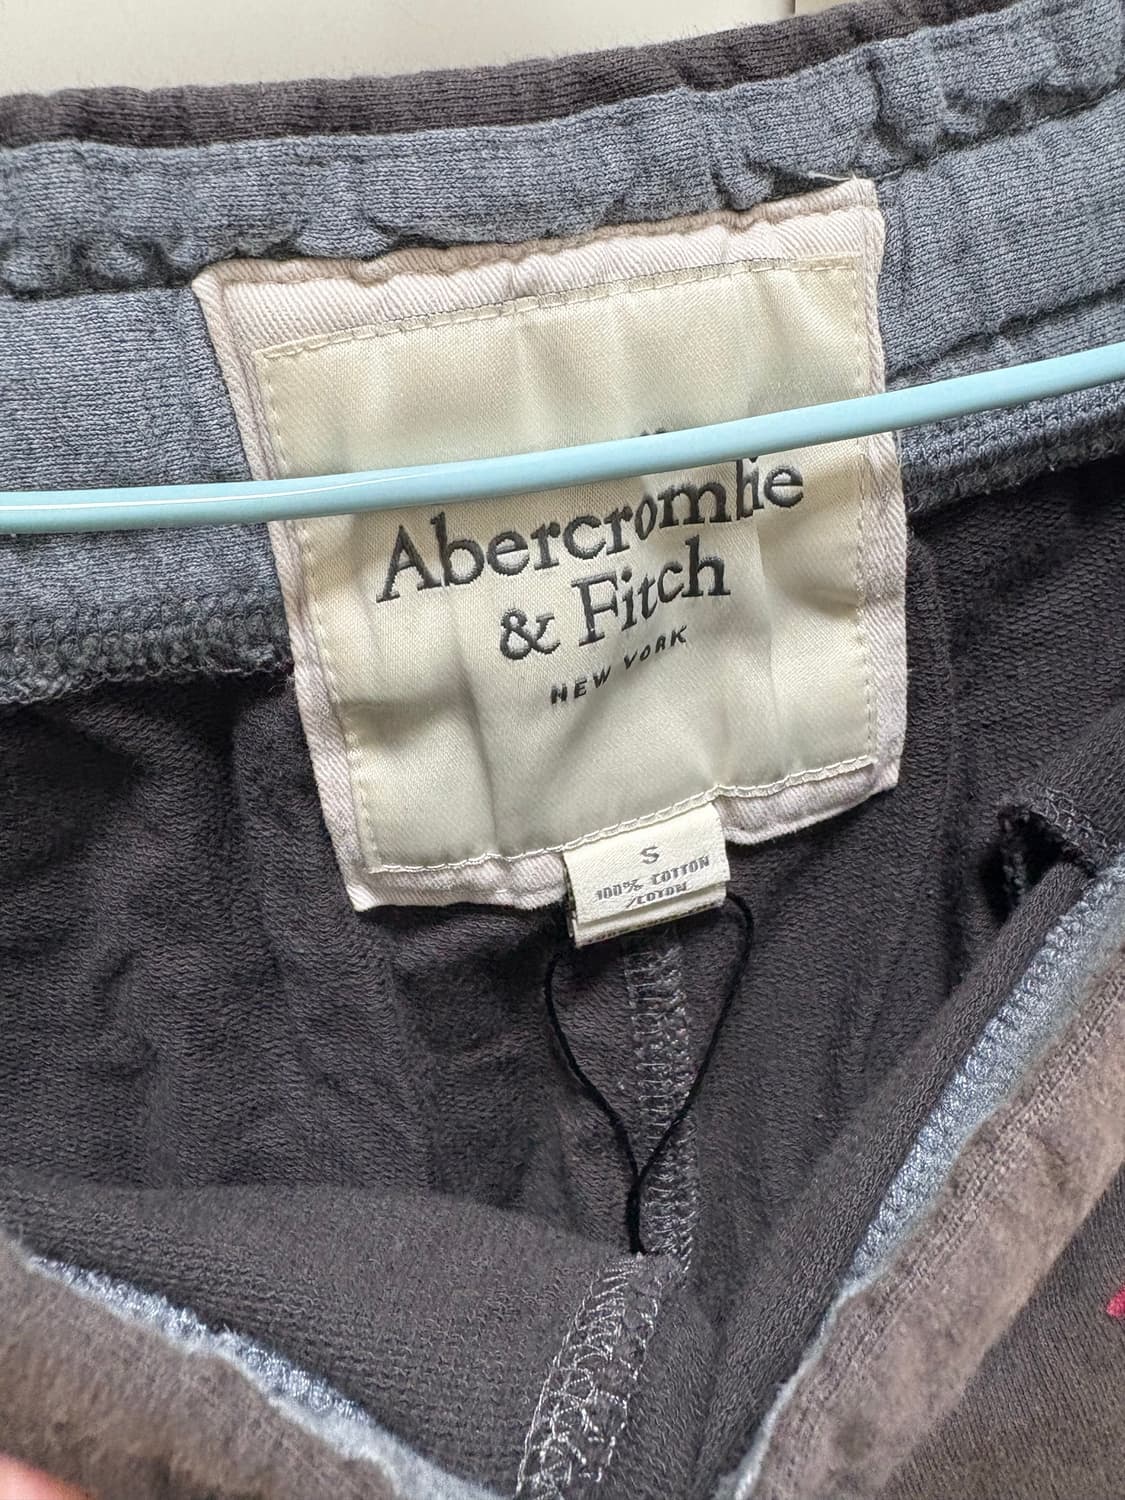 Abercrombie
& Fitch
NEW YORK
S
100% COTTON
/COTON